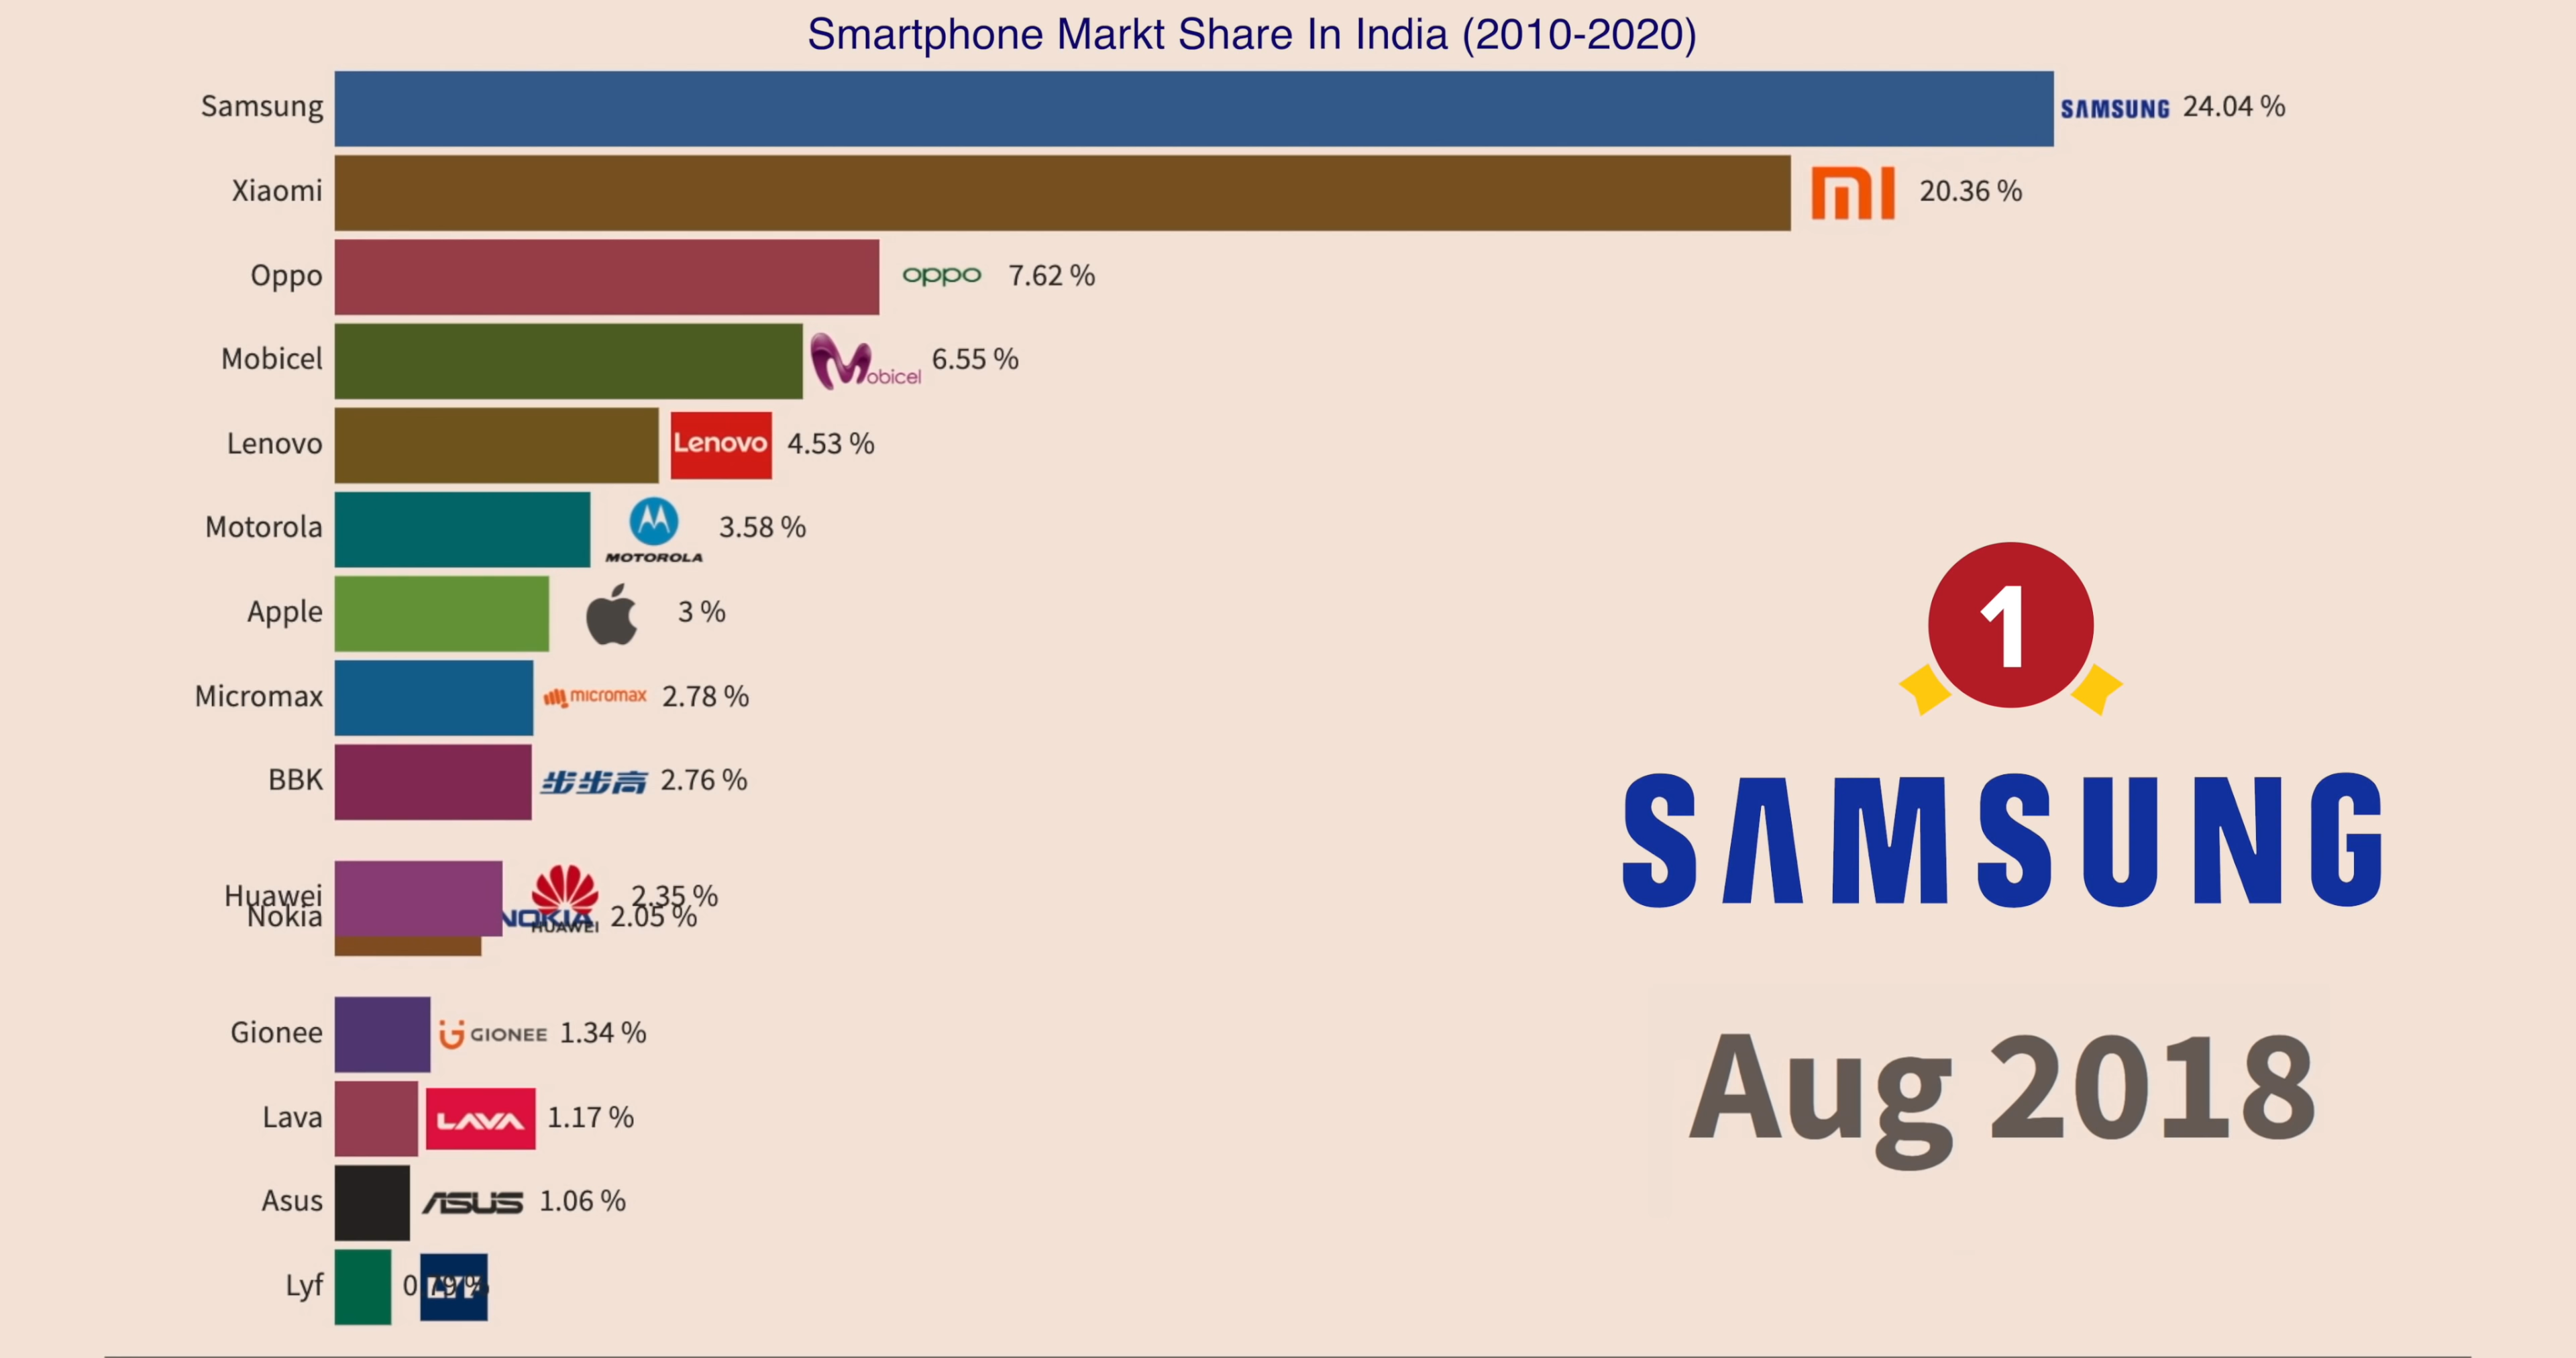 Smartphone Markt Share In India (2010-2020)
Samsung SAMSUNG 24.04 %
Xiaomi mi 20.36 %
Oppo oppo 7.62 %
Mobicel Mobicel 6.55 %
Lenovo Lenovo 4.53 %
Motorola MOTOROLA 3.58 %
Apple 3 %
Micromax micromax 2.78 %
BBK 步步高 2.76 %
Huawei HUAWEI 2.35 %
Nokia NOKIA 2.05 %
Gionee GIONEE 1.34 %
Lava LAVA 1.17 %
Asus ASUS 1.06 %
Lyf
1
SAMSUNG
Aug 2018